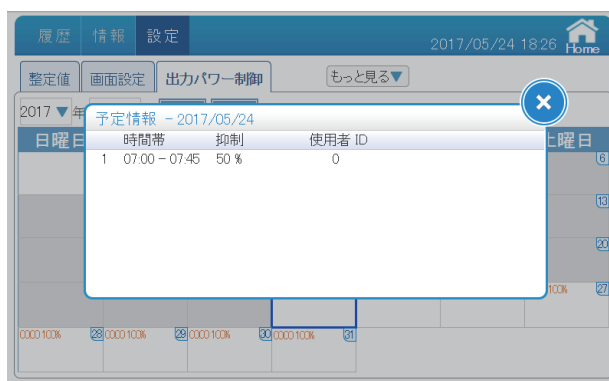 履歴 情報 設定
2017/05/24 18:26 Home
整定値 画面設定 出力パワー制御 もっと見る▼
2017 ▼ 年
予定情報 - 2017/05/24
日曜日 土曜日
時間帯 抑制 使用者 ID
1 07:00 - 07:45 50 % 0
6
13
20
100% 27
0000 100% 28 0000 100% 29 0000 100% 30 0000 100% 31